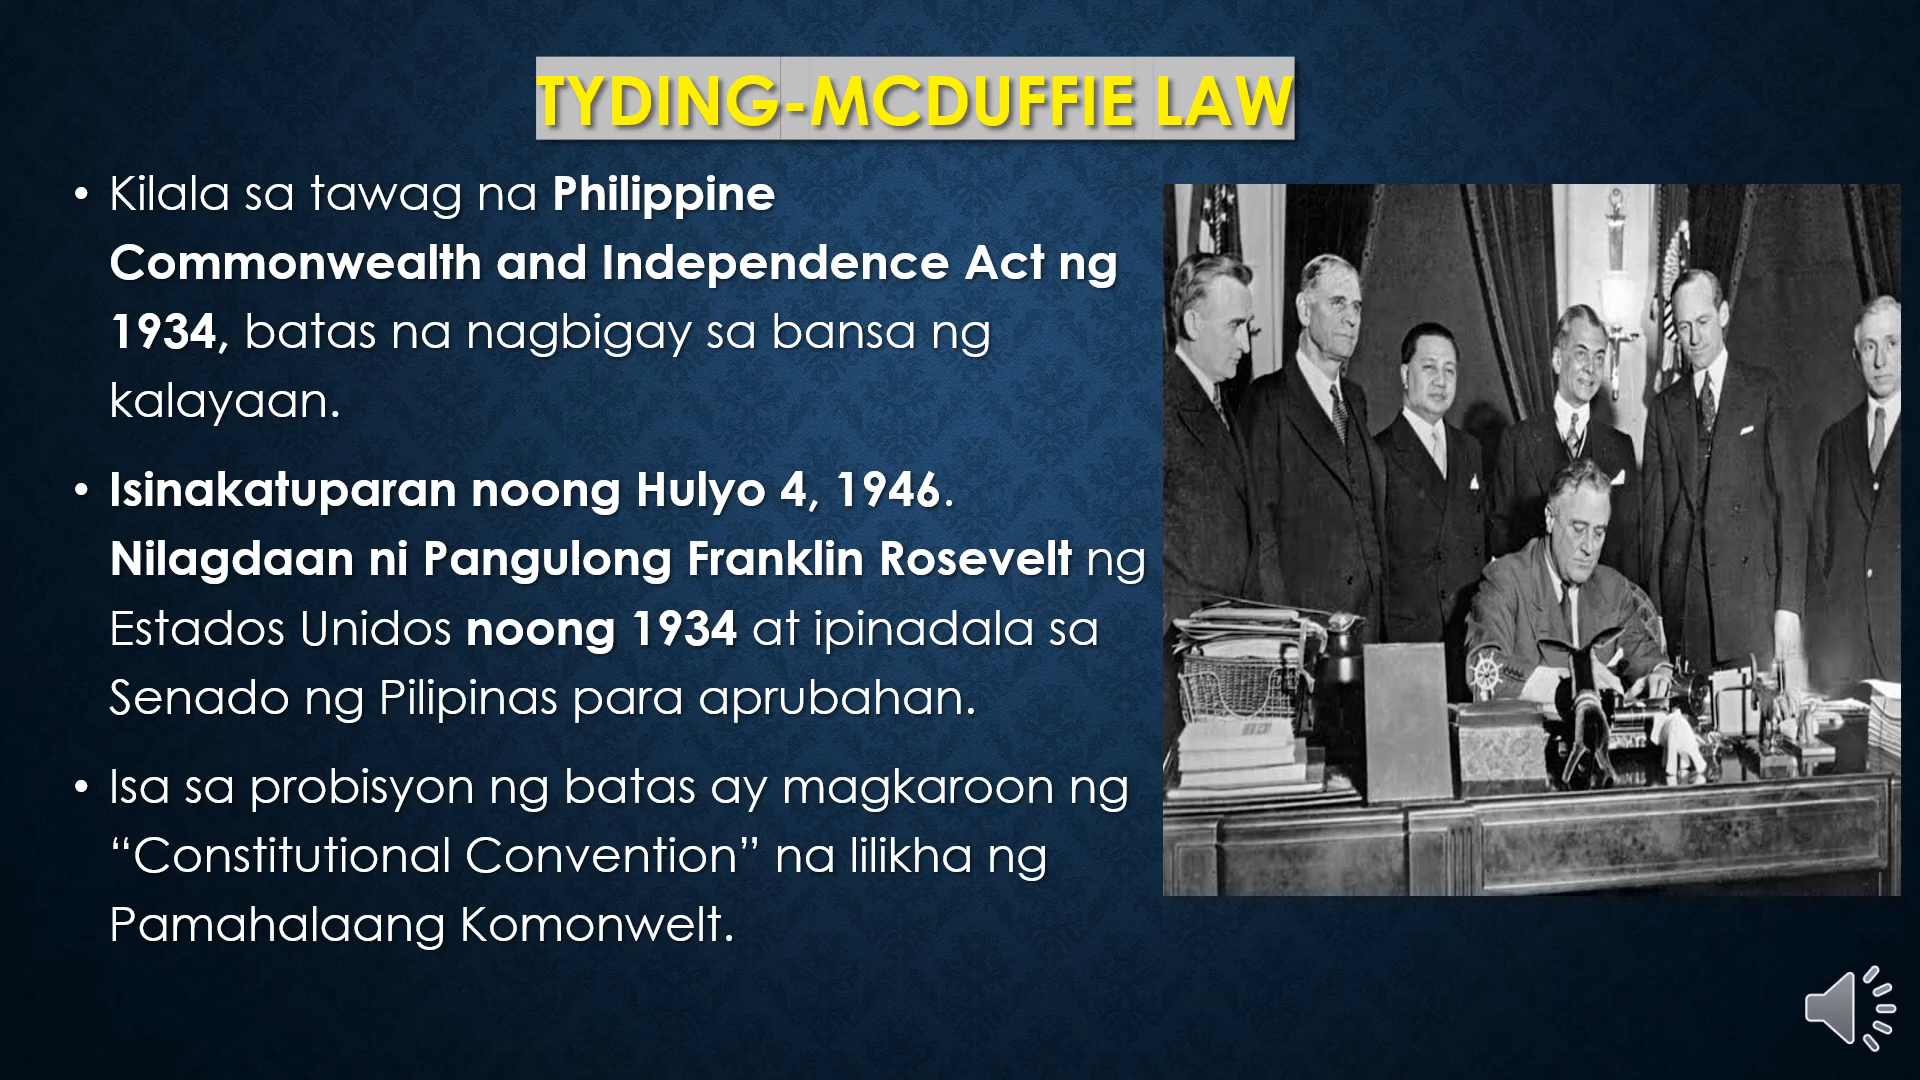 TYDING-MCDUFFIE LAW
• Kilala sa tawag na Philippine
Commonwealth and Independence Act ng
1934, batas na nagbigay sa bansa ng
kalayaan.
• Isinakatuparan noong Hulyo 4, 1946.
Nilagdaan ni Pangulong Franklin Rosevelt ng
Estados Unidos noong 1934 at ipinadala sa
Senado ng Pilipinas para aprubahan.
• Isa sa probisyon ng batas ay magkaroon ng
“Constitutional Convention” na lilikha ng
Pamahalaang Komonwelt.